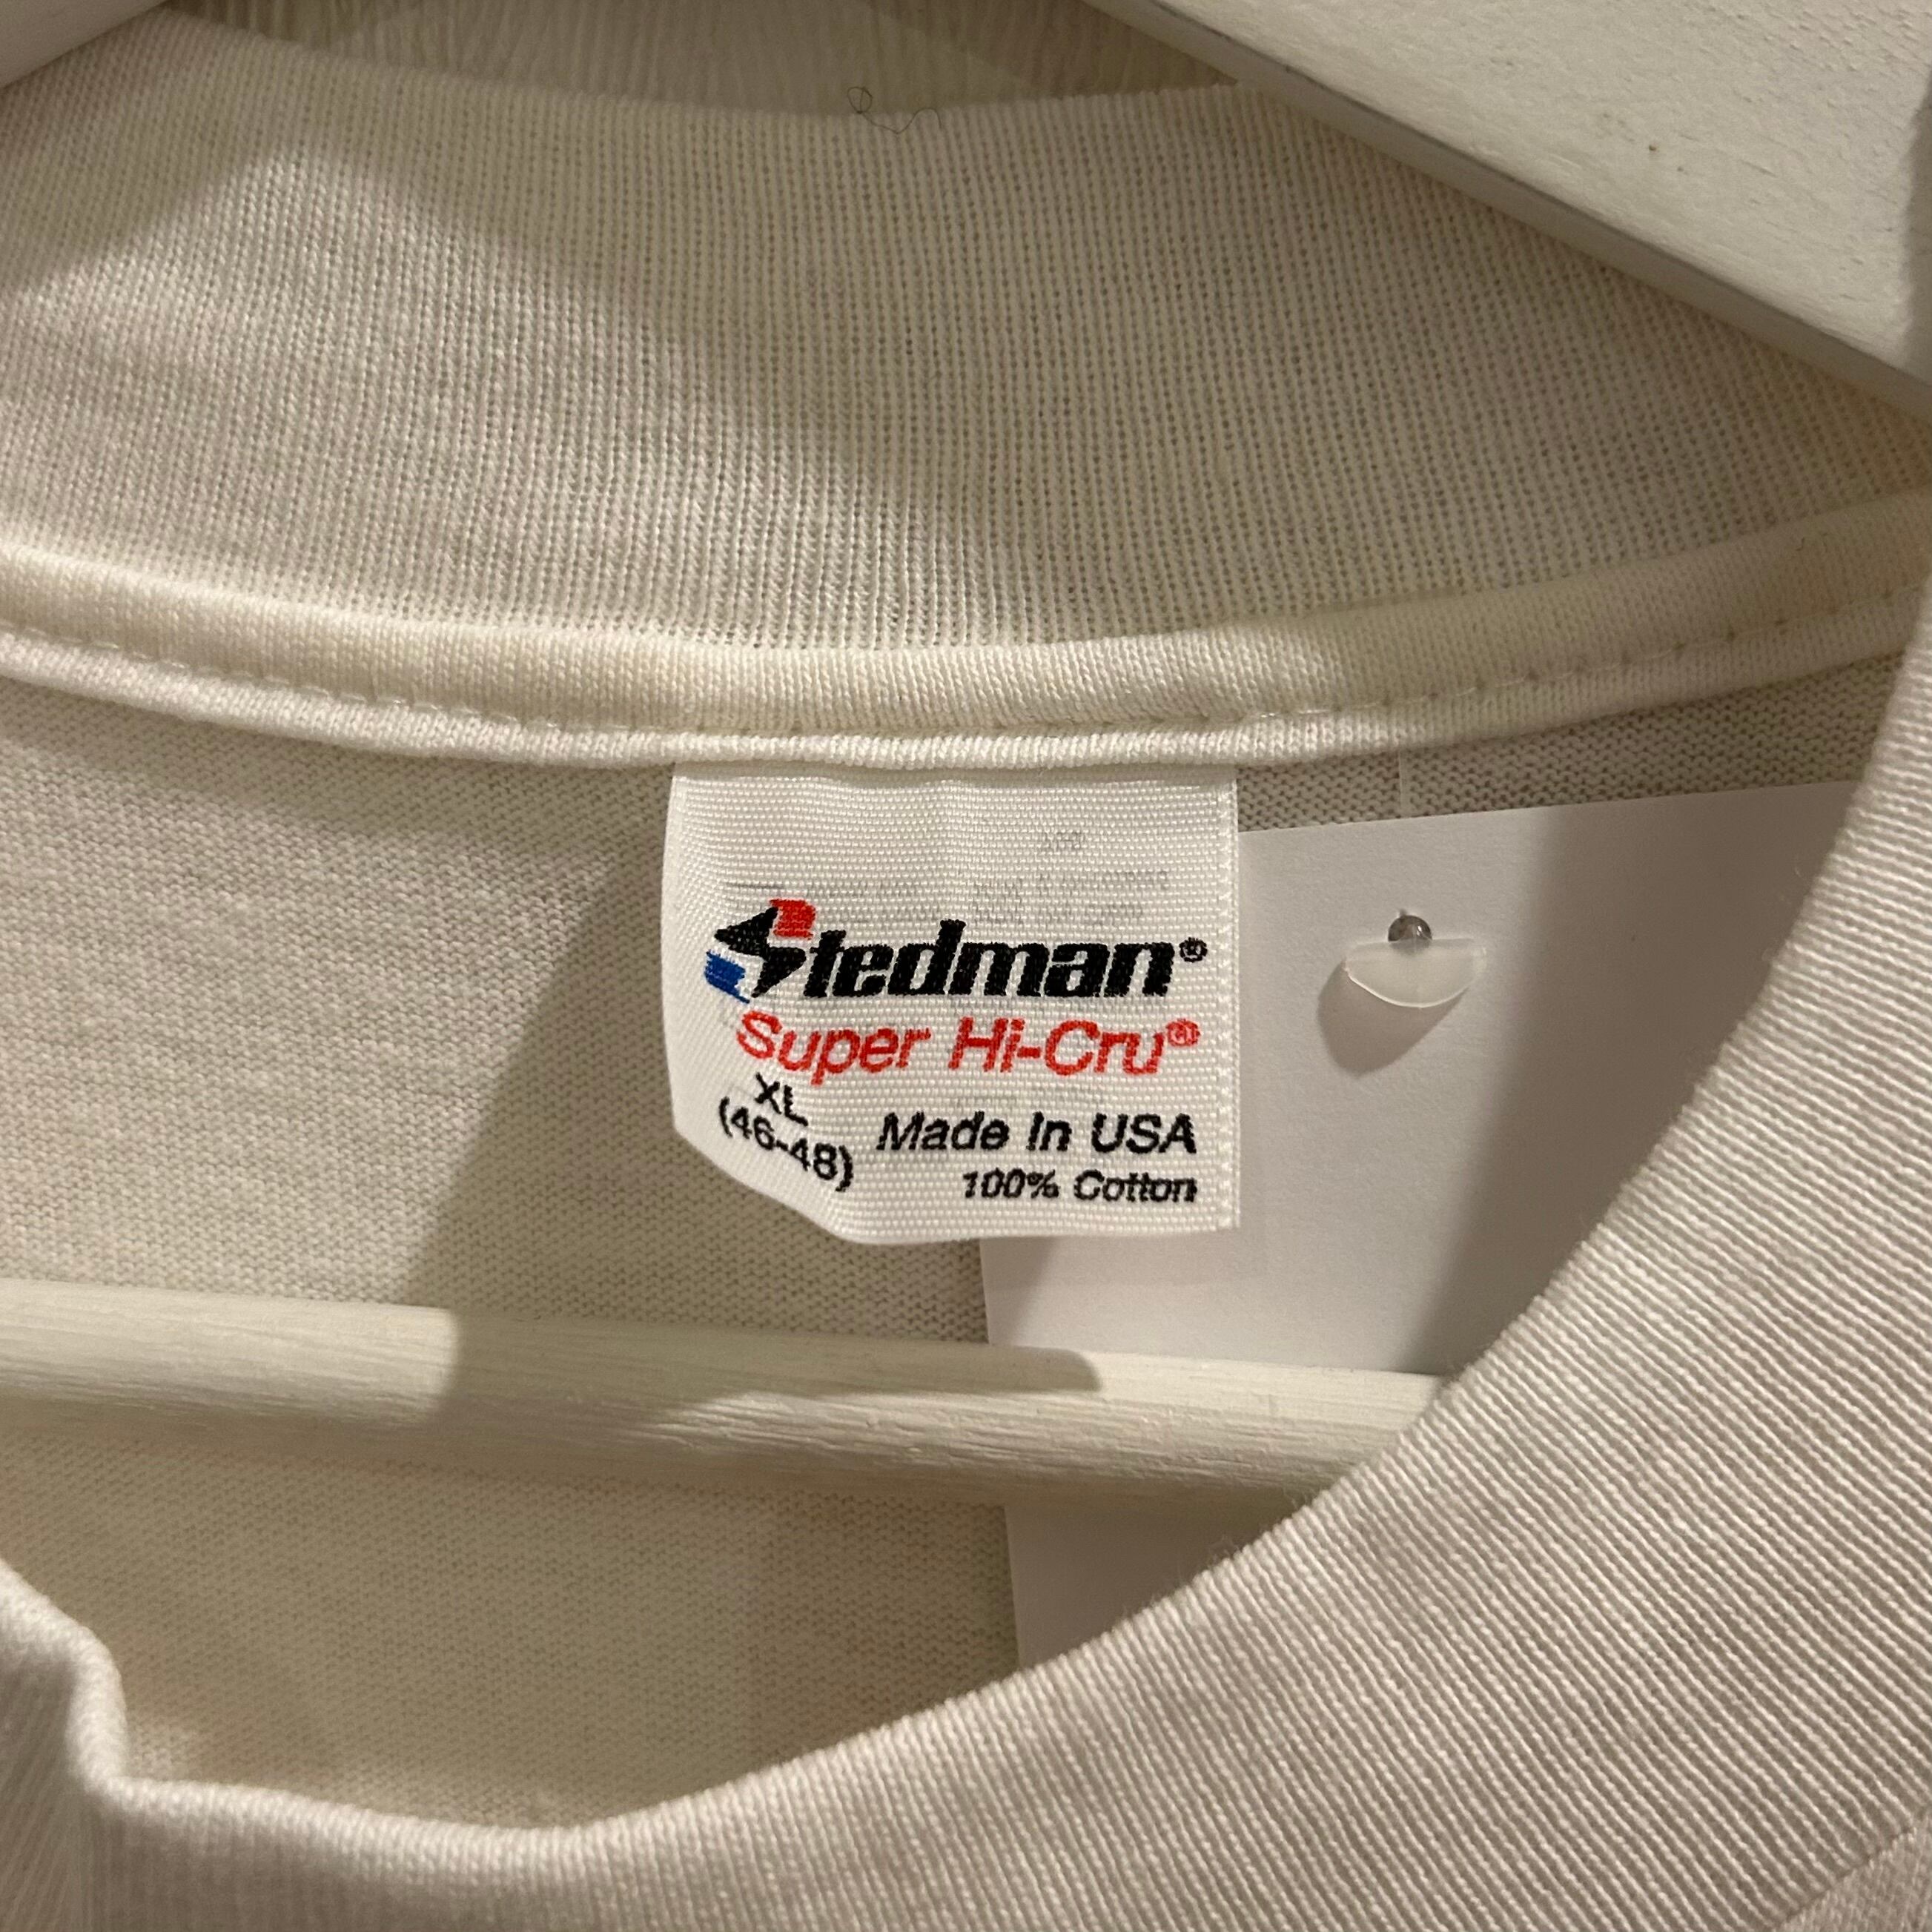 Stedman®
Super Hi-Cru®
XL
(46-48)
Made In USA
100% Cotton